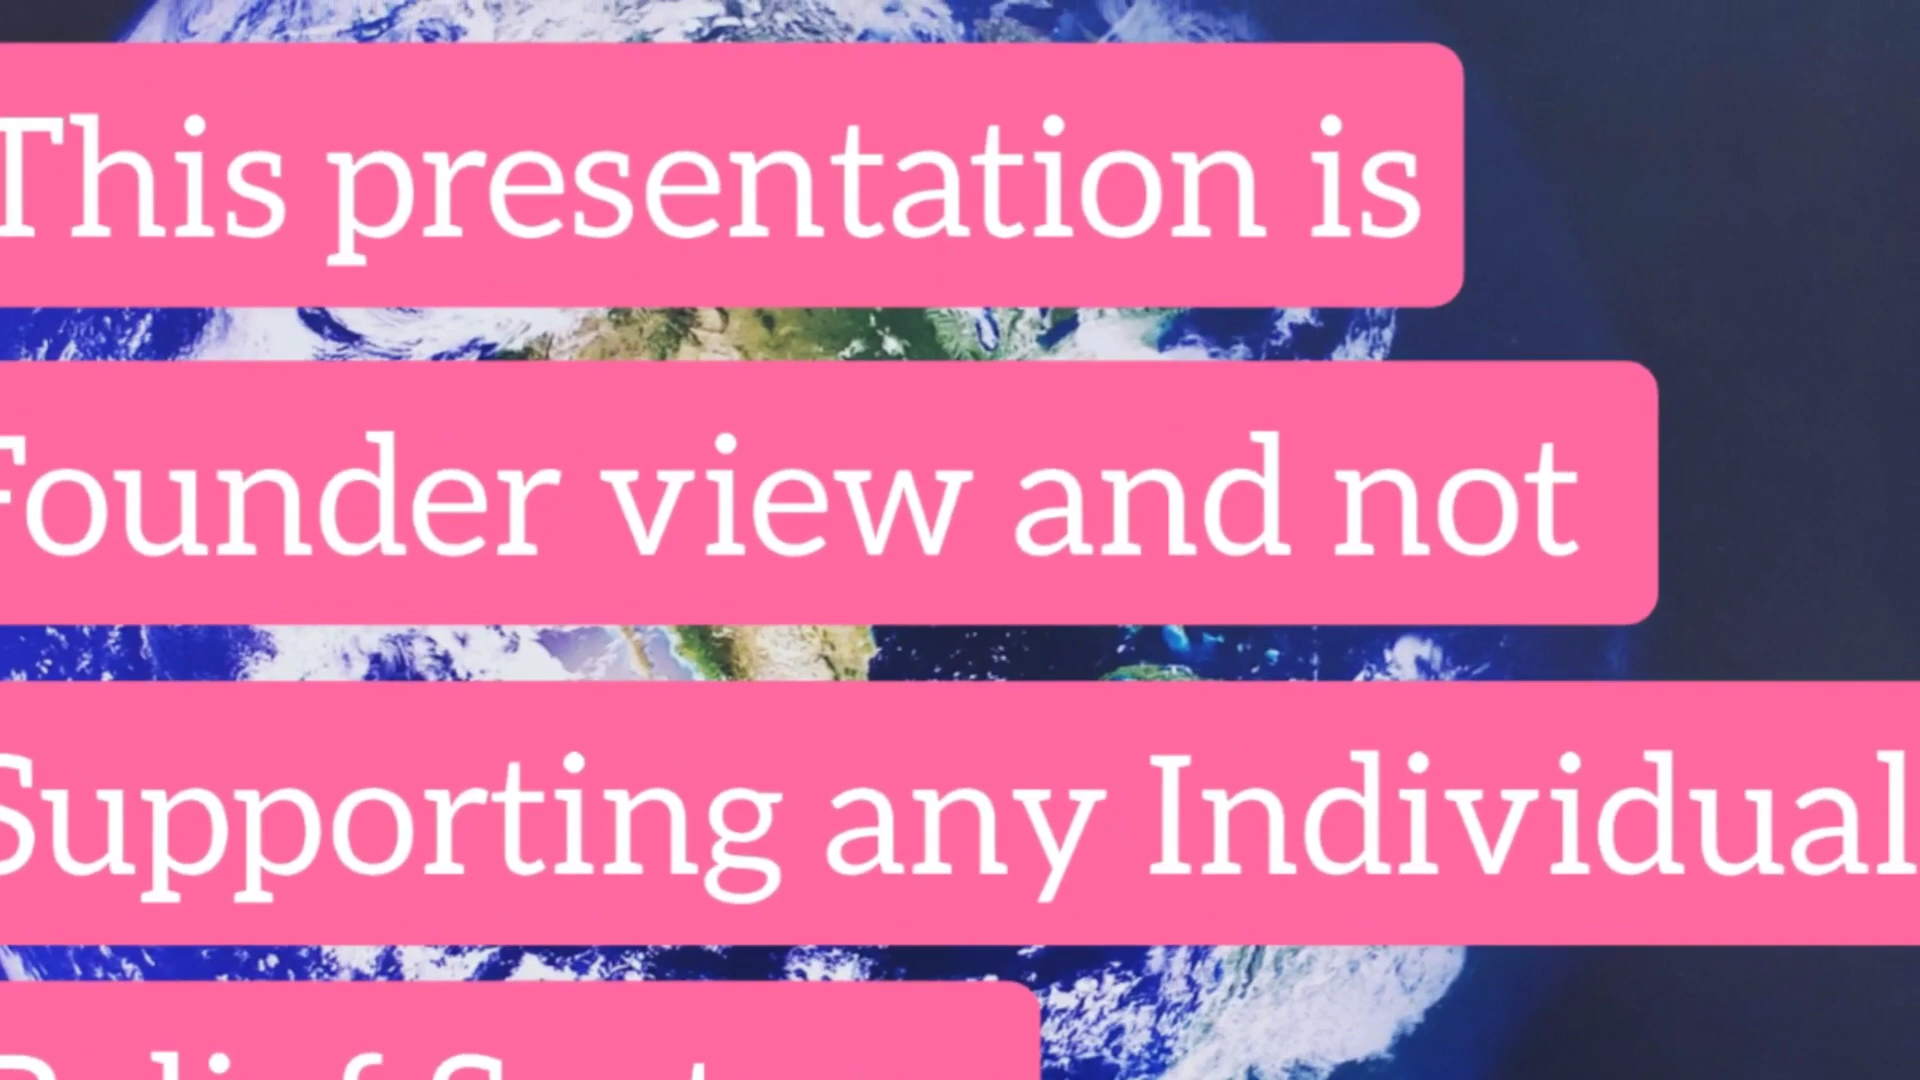 This presentation is
Founder view and not
Supporting any Individual